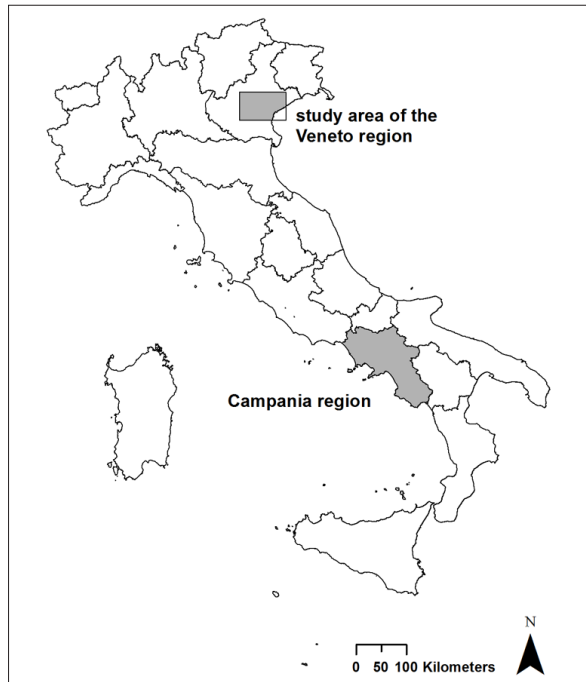 study area of the
Veneto region
Campania region
N
0 50 100 Kilometers